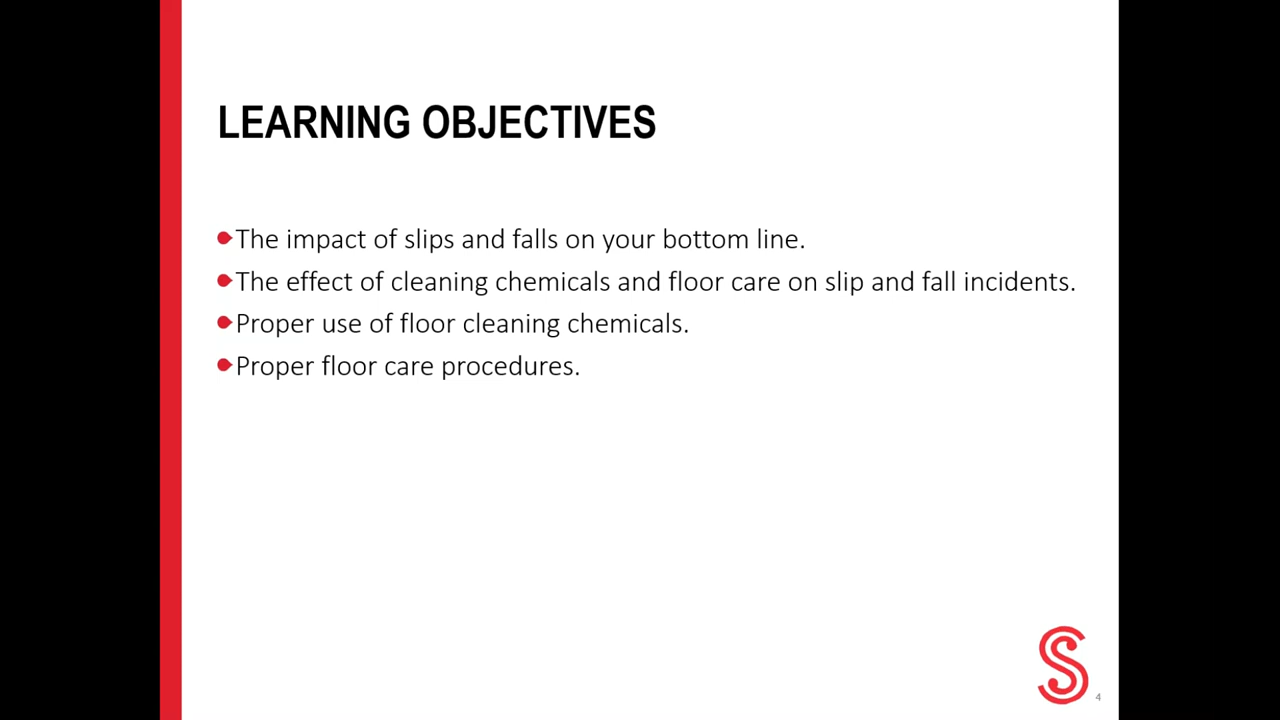 LEARNING OBJECTIVES
The impact of slips and falls on your bottom line.
The effect of cleaning chemicals and floor care on slip and fall incidents.
Proper use of floor cleaning chemicals.
Proper floor care procedures.
S
4